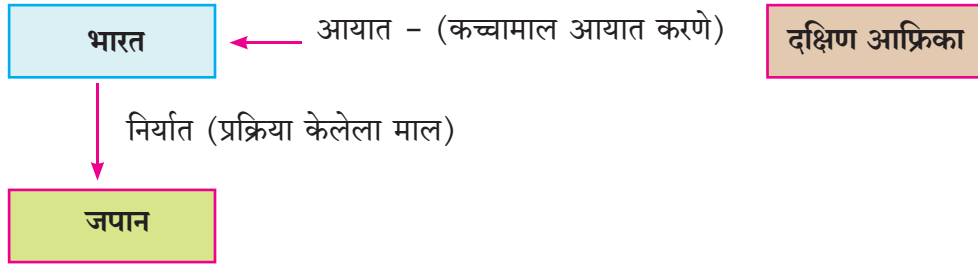 भारत
आयात – (कच्चामाल आयात करणे)
दक्षिण आफ्रिका
निर्यात (प्रक्रिया केलेला माल)
जपान